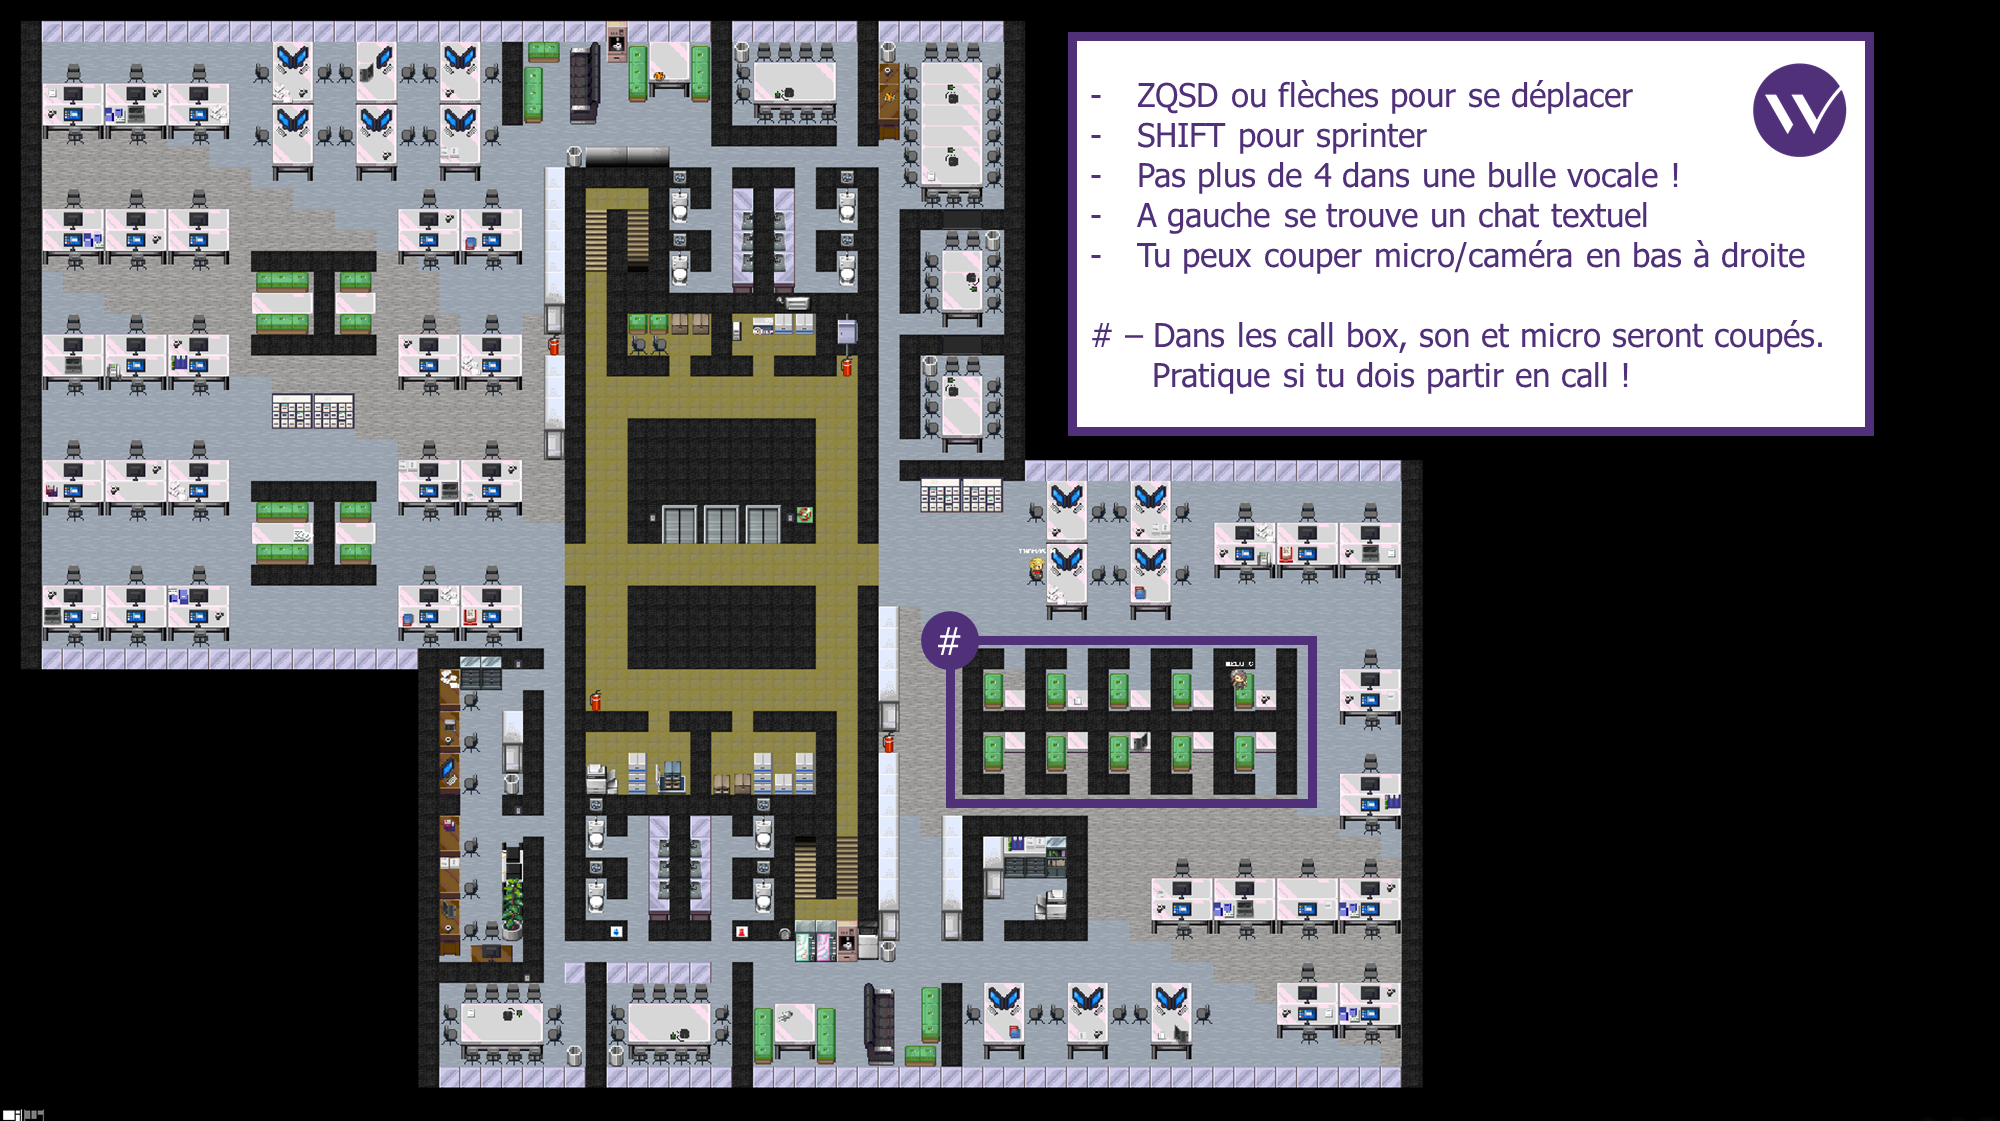 - ZQSD ou flèches pour se déplacer
- SHIFT pour sprinter
- Pas plus de 4 dans une bulle vocale !
- A gauche se trouve un chat textuel
- Tu peux couper micro/caméra en bas à droite
# – Dans les call box, son et micro seront coupés.
Pratique si tu dois partir en call !
#